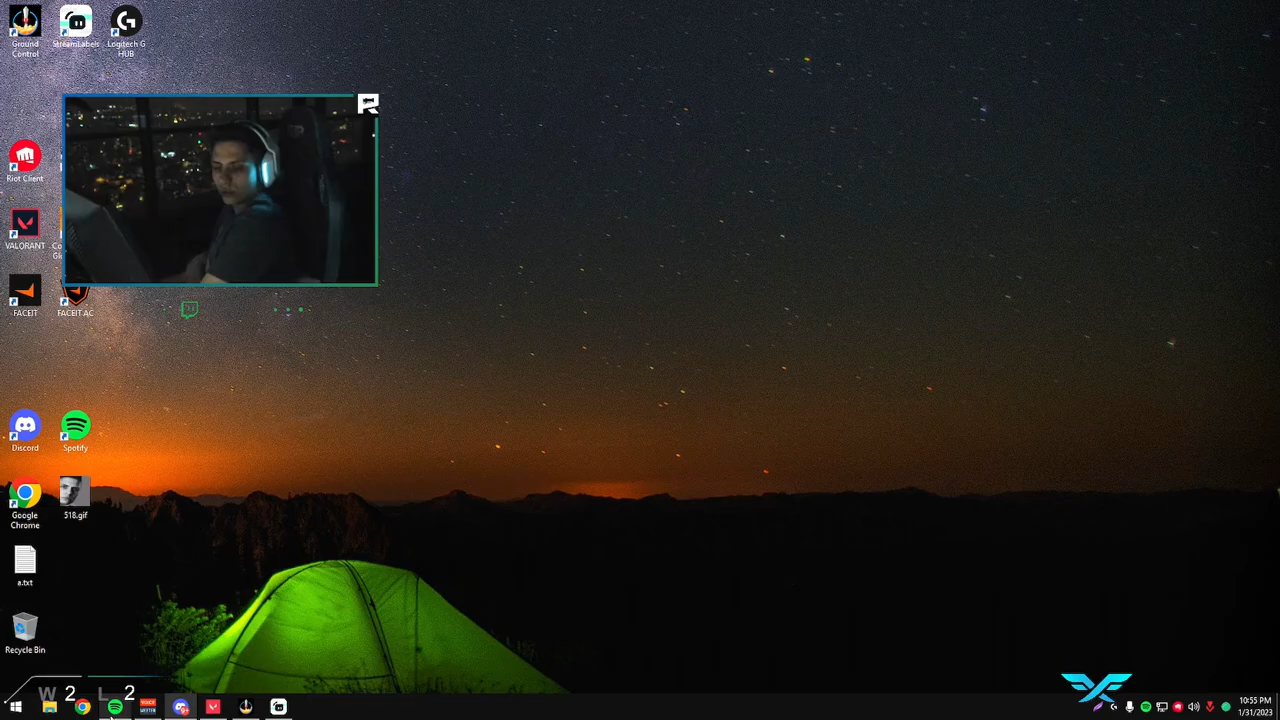 Ground
Control
StreamLabels
Logitech G
HUB
Riot Client
VALORANT
FACEIT
FACEIT AC
Discord
Spotify
Google
Chrome
518.gif
a.txt
Recycle Bin
W 2 L 2
10:55 PM
1/31/2023